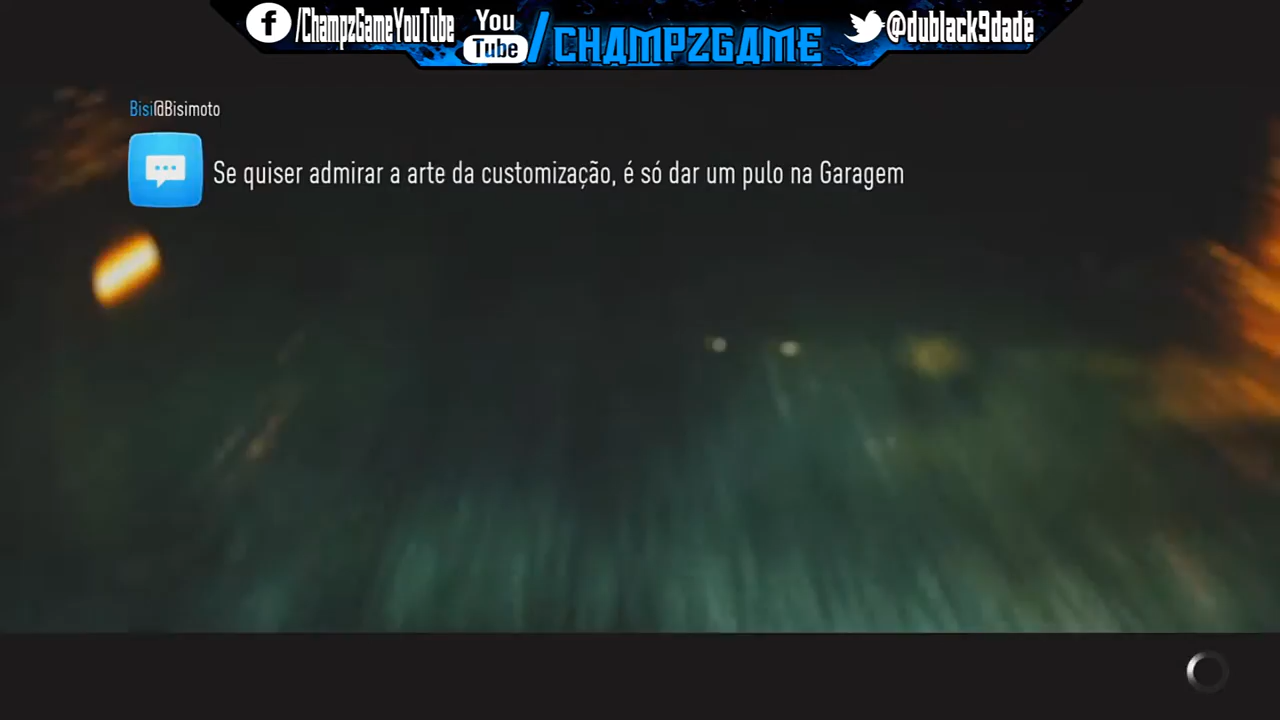 /ChampzGameYouTube
You Tube /CHAMPZGAME
@dublack9dade
Bisi@Bisimoto
Se quiser admirar a arte da customização, é só dar um pulo na Garagem